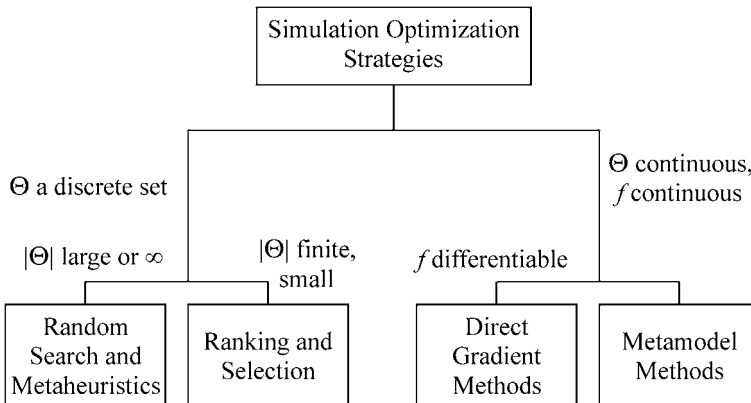 Simulation Optimization
Strategies
Θ a discrete set
Θ continuous,
f continuous
|Θ| large or ∞
|Θ| finite,
small
f differentiable
Random
Search and
Metaheuristics
Ranking and
Selection
Direct
Gradient
Methods
Metamodel
Methods